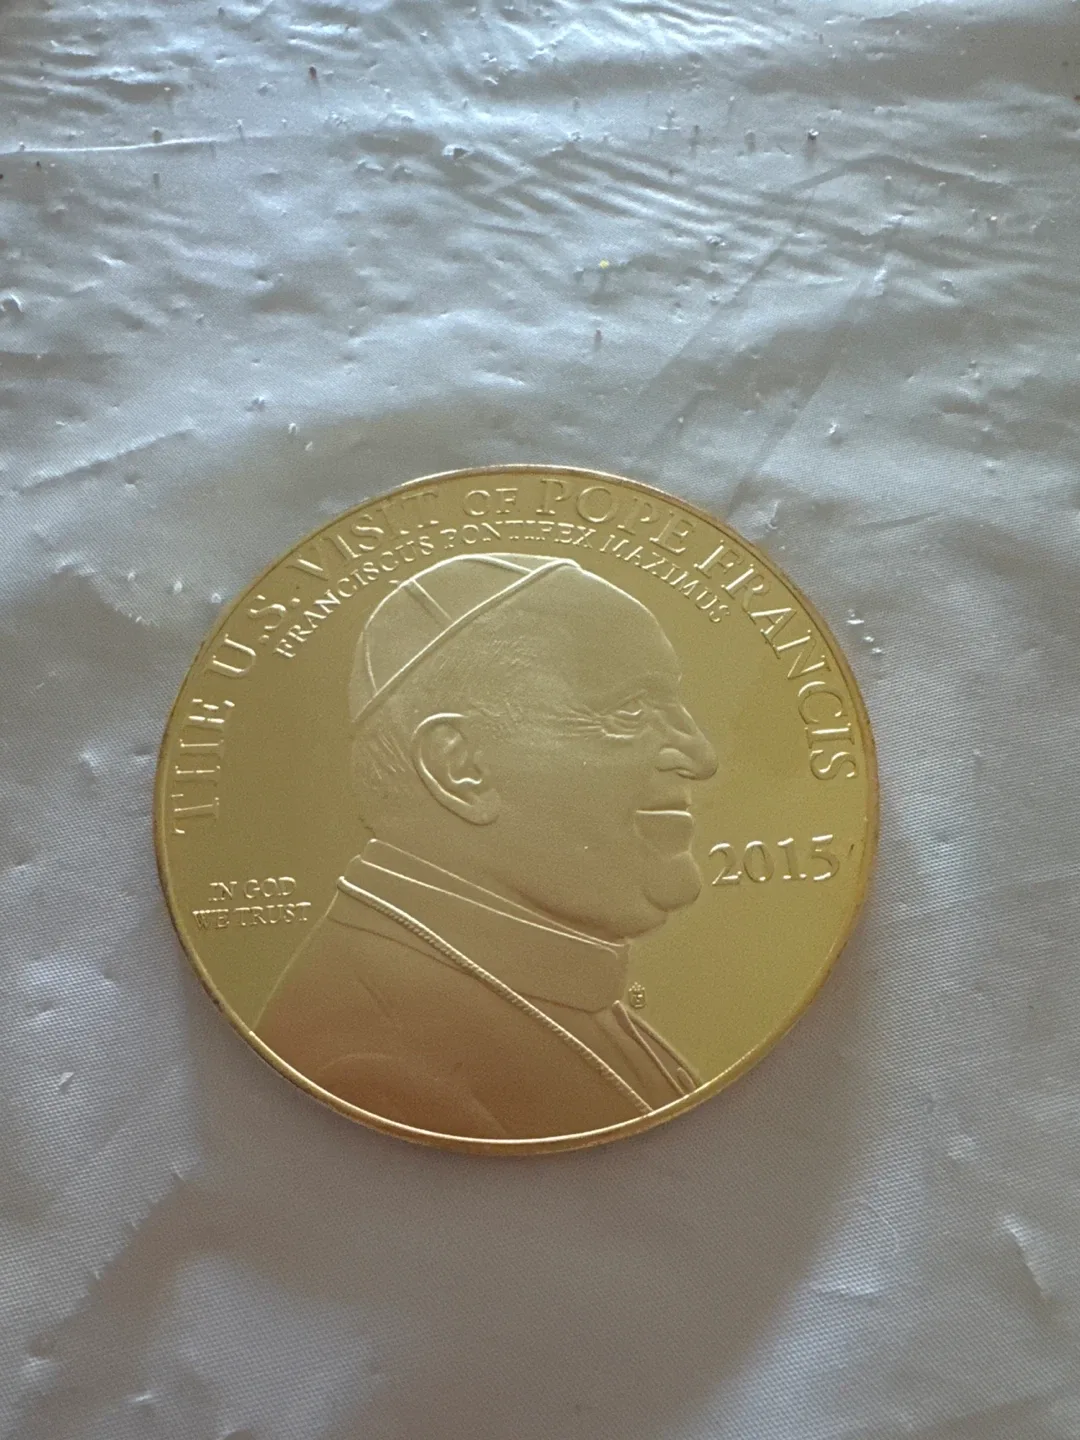 THE U.S. VISIT OF POPE FRANCIS
FRANCISCUS PONTIFEX MAXIMUS
2015
IN GOD
WE TRUST